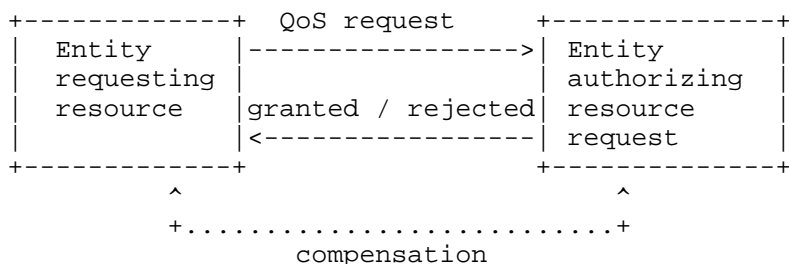 +-------------+  QoS request     +--------------+
|  Entity     |----------------->| Entity       |
|  requesting |                  | authorizing  |
|  resource   |granted / rejected| resource     |
|             |<-----------------| request      |
+-------------+                  +--------------+
       ^                                ^
       +...........................+
              compensation